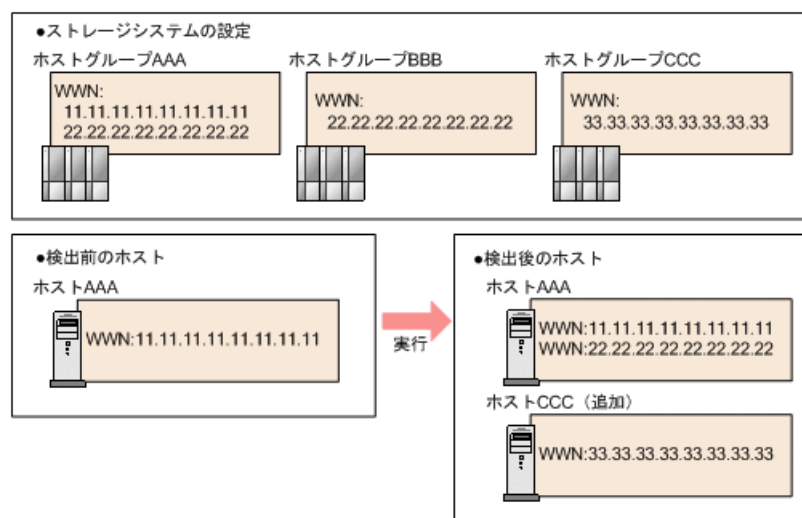 ●ストレージシステムの設定
ホストグループAAA
WWN:
11.11.11.11.11.11.11.11
22.22.22.22.22.22.22.22
ホストグループBBB
WWN:
22.22.22.22.22.22.22.22
ホストグループCCC
WWN:
33.33.33.33.33.33.33.33
●検出前のホスト
ホストAAA
WWN:11.11.11.11.11.11.11.11
実行
●検出後のホスト
ホストAAA
WWN:11.11.11.11.11.11.11.11
WWN:22.22.22.22.22.22.22.22
ホストCCC（追加）
WWN:33.33.33.33.33.33.33.33